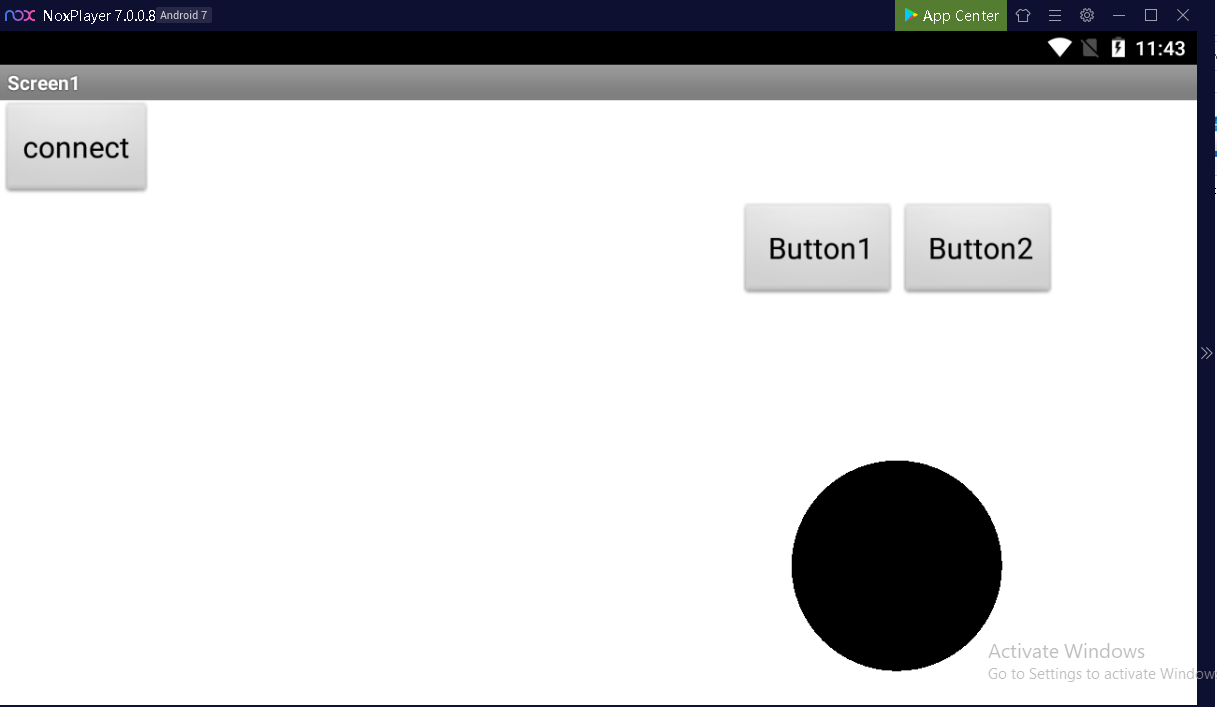 nox NoxPlayer 7.0.0.8 Android 7 App Center
11:43
Screen1
connect
Button1 Button2
Activate Windows
Go to Settings to activate Window